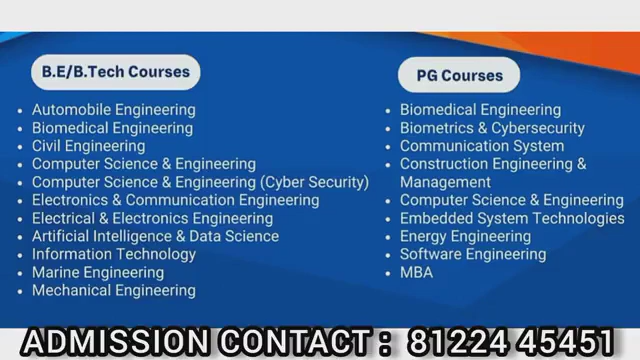 B.E/B.Tech Courses
Automobile Engineering
Biomedical Engineering
Civil Engineering
Computer Science & Engineering
Computer Science & Engineering (Cyber Security)
Electronics & Communication Engineering
Electrical & Electronics Engineering
Artificial Intelligence & Data Science
Information Technology
Marine Engineering
Mechanical Engineering
PG Courses
Biomedical Engineering
Biometrics & Cybersecurity
Communication System
Construction Engineering &
Management
Computer Science & Engineering
Embedded System Technologies
Energy Engineering
Software Engineering
MBA
ADMISSION CONTACT : 81224 45451